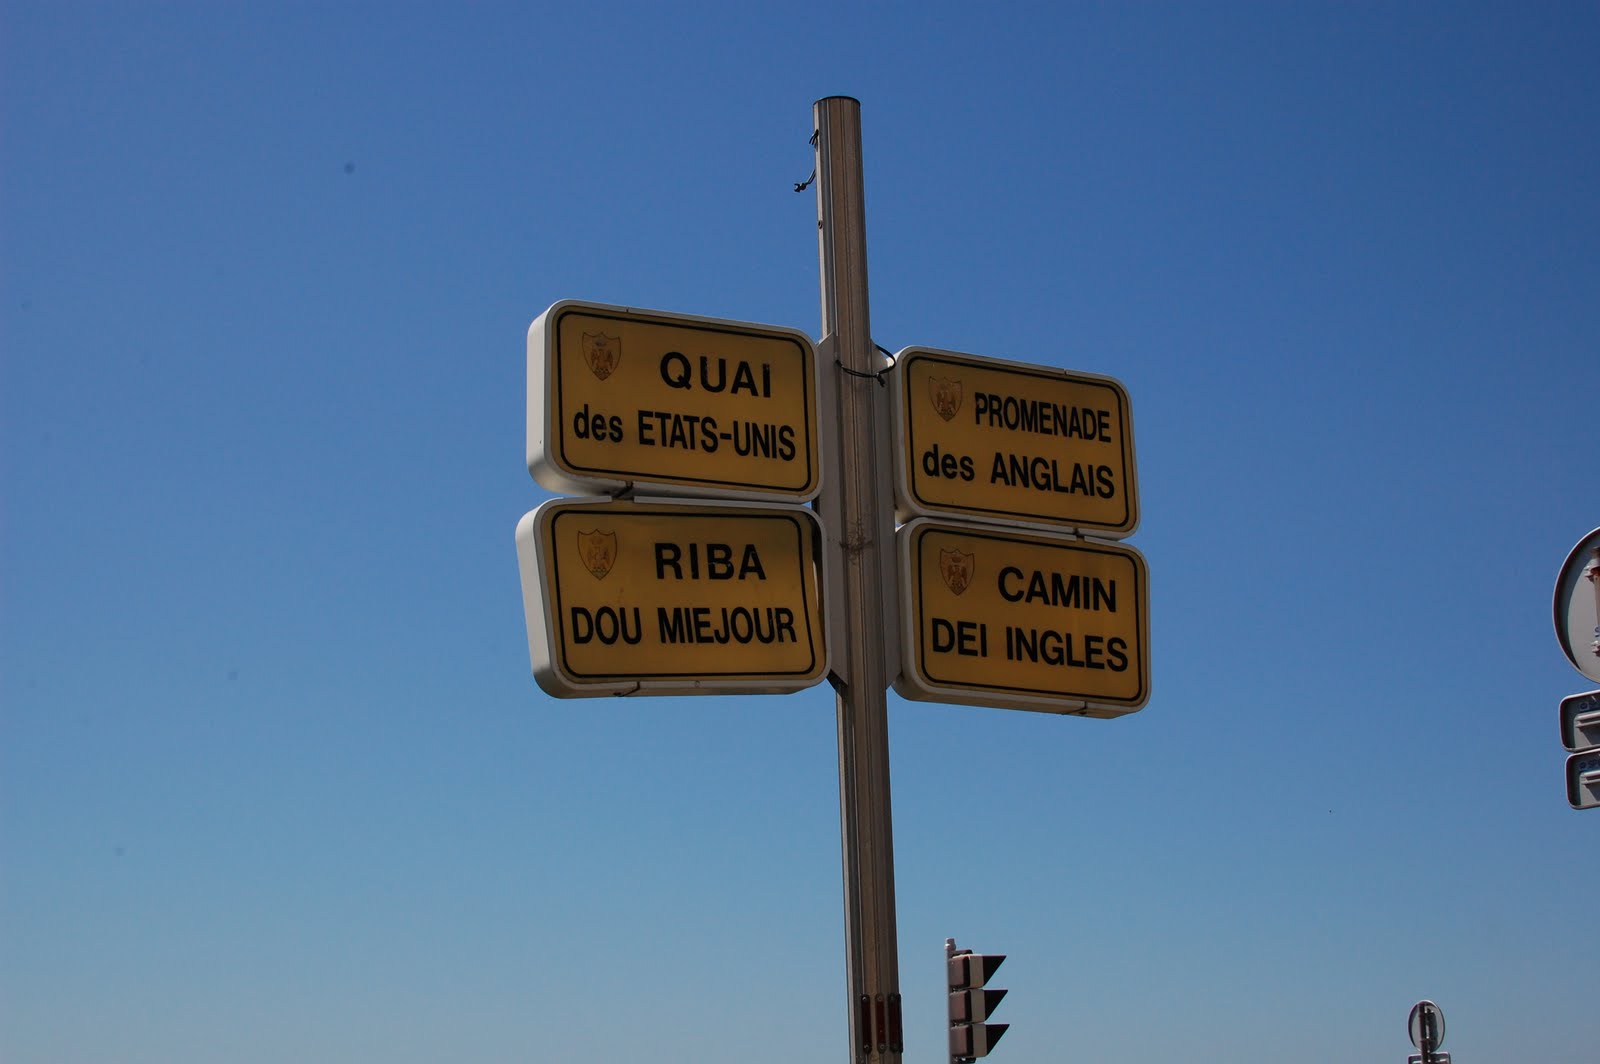 QUAI
des ETATS-UNIS
RIBA
DOU MIEJOUR
PROMENADE
des ANGLAIS
CAMIN
DEI INGLES